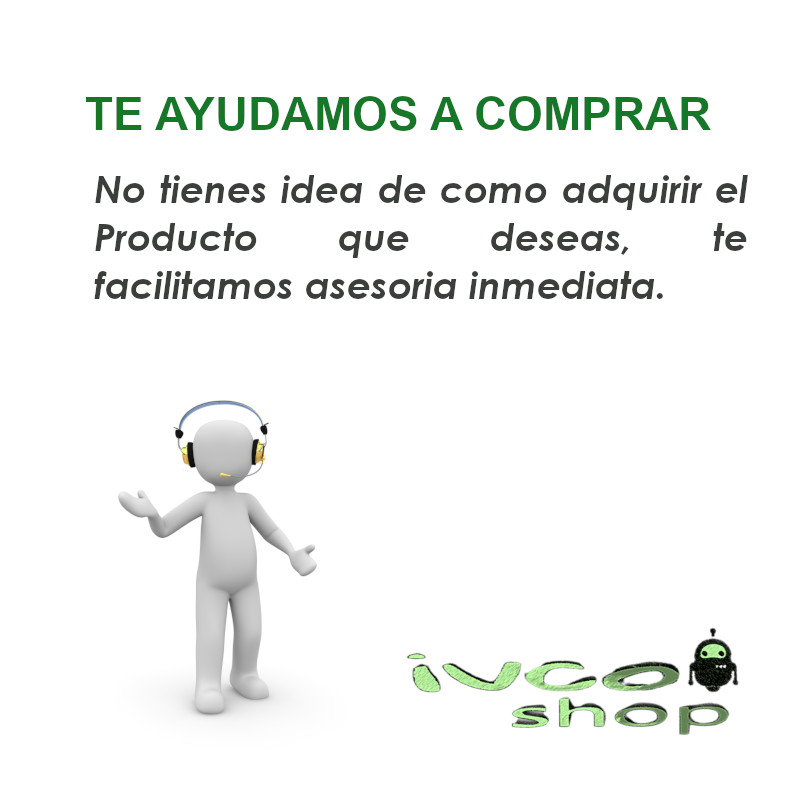 TE AYUDAMOS A COMPRAR
No tienes idea de como adquirir el
Producto que deseas, te
facilitamos asesoria inmediata.
ivco
shop